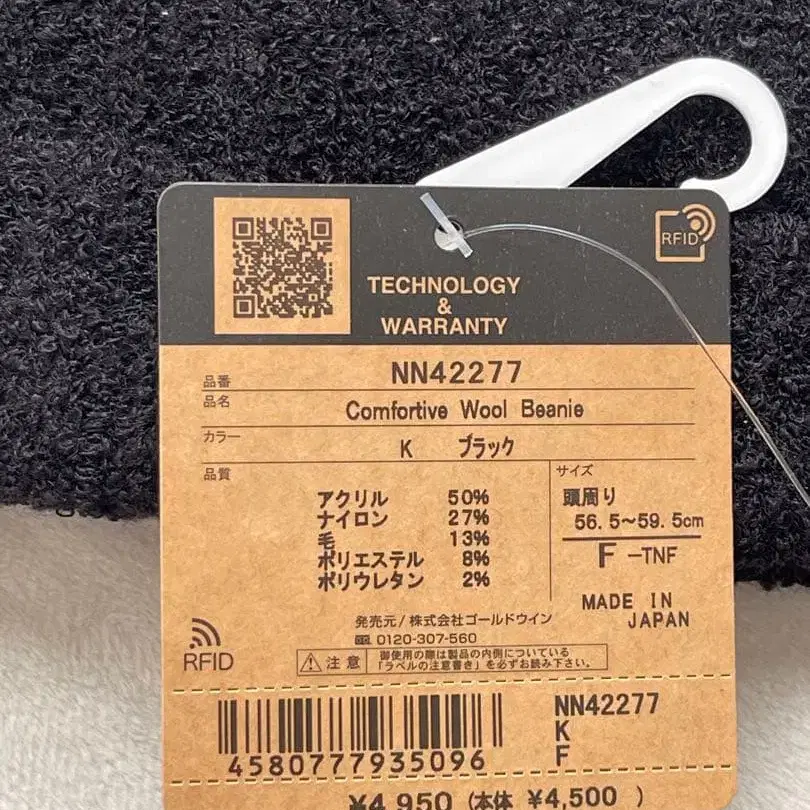 RFID
TECHNOLOGY
&
WARRANTY
品番 NN42277
品名 Comfortive Wool Beanie
カラー K ブラック
品質
アクリル 50%
ナイロン 27%
毛 13%
ポリエステル 8%
ポリウレタン 2%
サイズ
頭周り
56.5~59.5cm
F -TNF
MADE IN
JAPAN
発売元/株式会社ゴールドウイン
0120-307-560
RFID
注意 御使用の際は製品の内側についている
「ラベルの注意書き」を必ずお読み下さい。
4580777935096
NN42277
K
F
¥4,950 (本体 ¥4,500 )